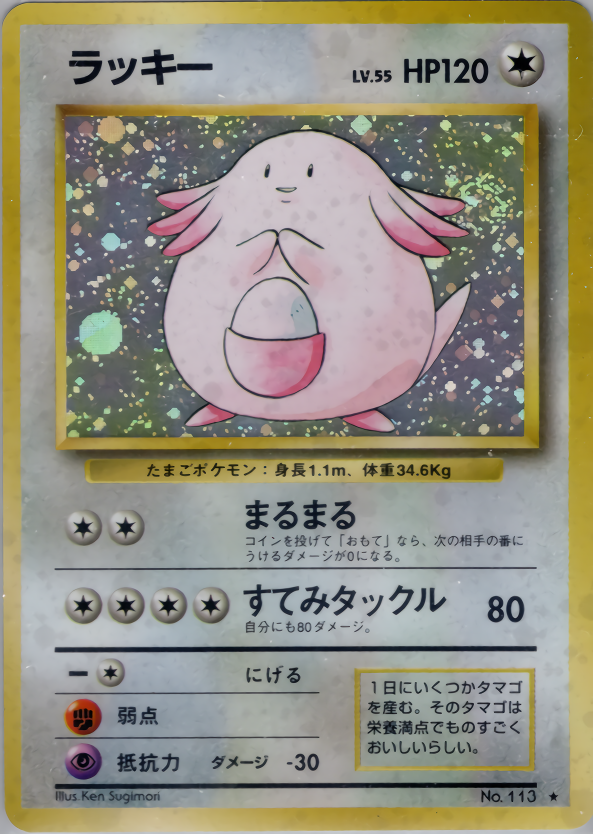 ラッキー LV.55 HP120
たまごポケモン：身長1.1m、体重34.6Kg
まるまる
コインを投げて「おもて」なら、次の相手の番に
うけるダメージが0になる。
すてみタックル 80
自分にも80ダメージ。
− にげる
弱点
抵抗力 ダメージ -30
1日にいくつかタマゴ
を産む。そのタマゴは
栄養満点でものすごく
おいしいらしい。
Illus.Ken Sugimori No. 113 ★